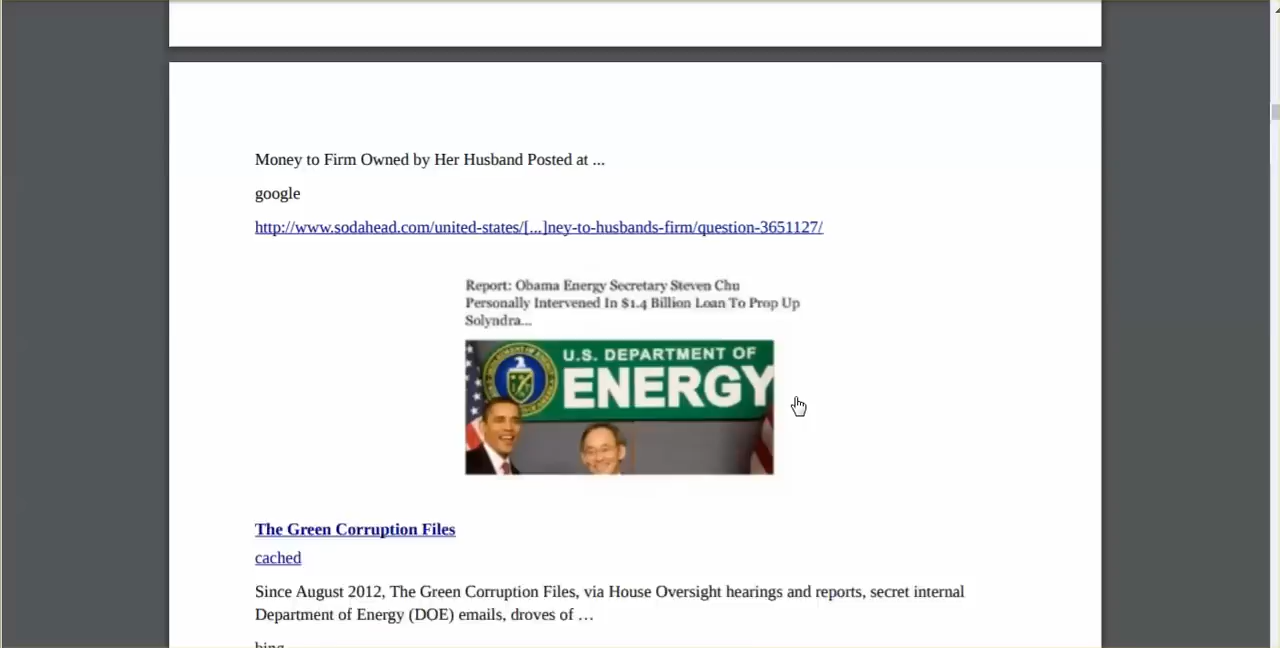 Money to Firm Owned by Her Husband Posted at ...
google
http://www.sodahead.com/united-states/[...]ney-to-husbands-firm/question-3651127/
Report: Obama Energy Secretary Steven Chu
Personally Intervened In $1.4 Billion Loan To Prop Up
Solyndra...
U.S. DEPARTMENT OF
ENERGY
The Green Corruption Files
cached
Since August 2012, The Green Corruption Files, via House Oversight hearings and reports, secret internal
Department of Energy (DOE) emails, droves of …
bing